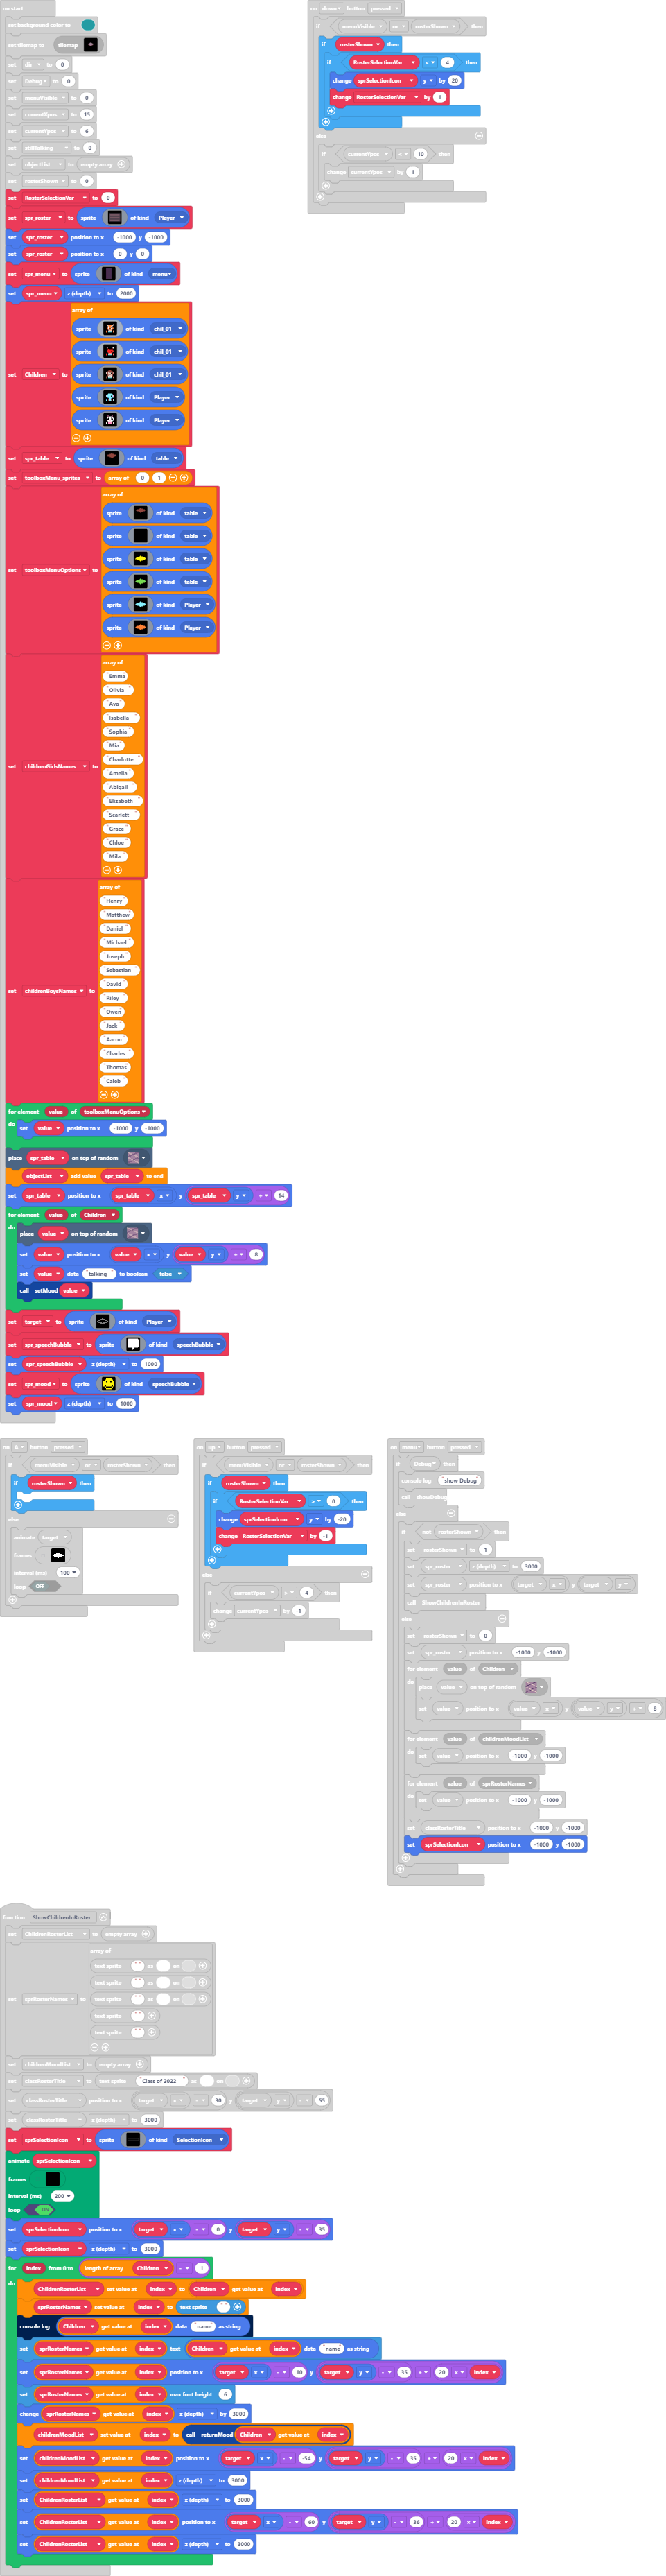 on start
set background color to
set tilemap to tilemap
set dir to 0
set Debug to 0
set menuVisible to 0
set currentXpos to 15
set currentYpos to 6
set stillTalking to 0
set objectList to empty array
set rosterShown to 0
set RosterSelectionVar to 0
set spr_roster to sprite of kind Player
set spr_roster position to x -1000 y -1000
set spr_roster position to x 0 y 0
set spr_menu to sprite of kind menu
set spr_menu z (depth) to 2000
array of
sprite of kind chil_01
sprite of kind chil_01
set Children to sprite of kind chil_01
sprite of kind Player
sprite of kind Player
set spr_table to sprite of kind table
set toolboxMenu_sprites to array of 0 1
array of
sprite of kind table
sprite of kind table
set toolboxMenuOptions to sprite of kind table
sprite of kind table
sprite of kind Player
sprite of kind Player
array of
Emma
Olivia
Ava
Isabella
Sophia
Mia
set childrenGirlsNames to Charlotte
Amelia
Abigail
Elizabeth
Scarlett
Grace
Chloe
Mila
array of
Henry
Matthew
Daniel
Michael
Joseph
Sebastian
David
set childrenBoysNames to Riley
Owen
Jack
Aaron
Charles
Thomas
Caleb
for element value of toolboxMenuOptions
do set value position to x -1000 y -1000
place spr_table on top of random
objectList add value spr_table to end
set spr_table position to x spr_table x y spr_table y + 14
for element value of Children
do place value on top of random
set value position to x value x y value y - 8
set value data talking to boolean false
call setMood value
set target to sprite of kind Player
set spr_speechBubble to sprite of kind speechBubble
set spr_speechBubble z (depth) to 1000
set spr_mood to sprite of kind speechBubble
set spr_mood z (depth) to 1000
on down button pressed
if menuVisible or rosterShown then
if rosterShown then
if RosterSelectionVar < 4 then
change sprSelectionIcon y by 20
change RosterSelectionVar by 1
else
if currentYpos < 10 then
change currentYpos by 1
on A button pressed
if menuVisible or rosterShown then
if rosterShown then
else
animate target
frames
interval (ms) 100
loop OFF
on up button pressed
if menuVisible or rosterShown then
if rosterShown then
if RosterSelectionVar > 0 then
change sprSelectionIcon y by -20
change RosterSelectionVar by -1
else
if currentYpos > 4 then
change currentYpos by -1
on menu button pressed
if Debug then
console log show Debug
call showDebug
else
if not rosterShown then
set rosterShown to 1
set spr_roster z (depth) to 3000
set spr_roster position to x target x y target y
call ShowChildreninRoster
else
set rosterShown to 0
set spr_roster position to x -1000 y -1000
for element value of Children
do place value on top of random
set value position to x value x y value y - 8
for element value of childrenMoodList
do set value position to x -1000 y -1000
for element value of sprRosterNames
do set value position to x -1000 y -1000
set classRosterTitle position to x -1000 y -1000
set sprSelectionIcon position to x -1000 y -1000
function ShowChildreninRoster
set ChildrenRosterList to empty array
array of
text sprite
text sprite
set sprRosterNames to text sprite
text sprite
text sprite
set childrenMoodList to empty array
set classRosterTitle to text sprite Class of 2022
set classRosterTitle position to x target x - 30 y target y - 55
set classRosterTitle z (depth) to 3000
set sprSelectionIcon to sprite of kind SelectionIcon
animate sprSelectionIcon
frames
interval (ms) 200
loop ON
set sprSelectionIcon position to x target x - 0 y target y - 35
set sprSelectionIcon z (depth) to 3000
for index from 0 to length of array Children - 1
do ChildrenRosterList set value at index to Children get value at index
sprRosterNames set value at index to text sprite
console log Children get value at index data name as string
set sprRosterNames get value at index text Children get value at index data name as string
set sprRosterNames get value at index position to x target x - 10 y target y - 35 + 20 x index
set sprRosterNames get value at index max font height 6
change sprRosterNames get value at index z (depth) by 3000
childrenMoodList set value at index to call returnMood Children get value at index
set childrenMoodList get value at index position to x target x - -54 y target y - 35 + 20 x index
set childrenMoodList get value at index z (depth) to 3000
set ChildrenRosterList get value at index z (depth) to 3000
set ChildrenRosterList get value at index position to x target x - 60 y target y - 36 + 20 x index
set ChildrenRosterList get value at index z (depth) to 3000